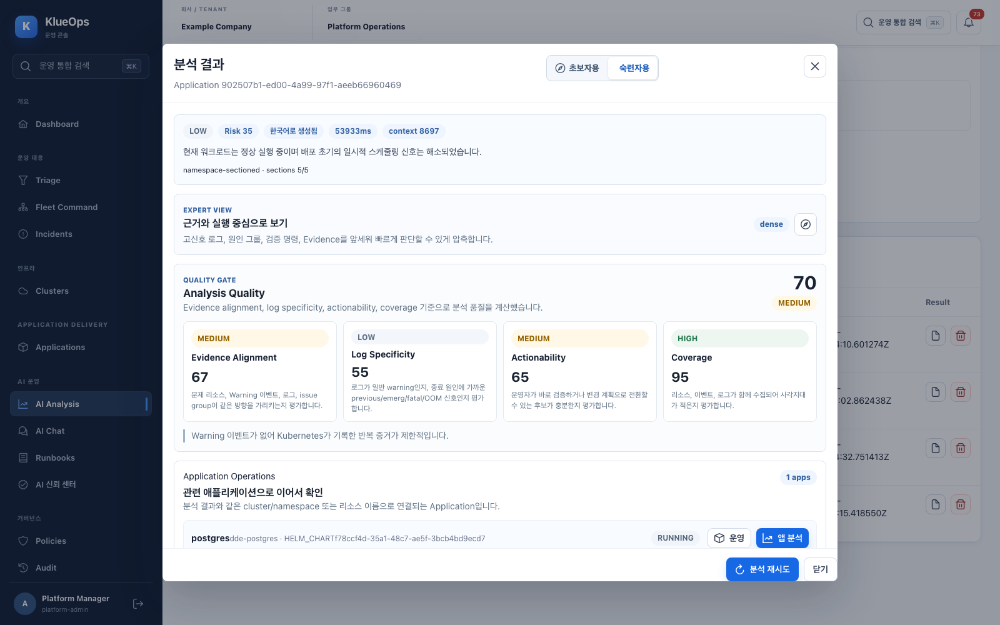 K
KlueOps
운영 콘솔
운영 통합 검색
⌘K
개요
Dashboard
운영 대응
Triage
Fleet Command
Incidents
인프라
Clusters
APPLICATION DELIVERY
Applications
AI 운영
AI Analysis
AI Chat
Runbooks
AI 신뢰 센터
거버넌스
Policies
Audit
A
Platform Manager
platform-admin
회사 / TENANT
Example Company
업무 그룹
Platform Operations
운영 통합 검색
⌘K
73
분석 결과
Application 902507b1-ed00-4a99-97f1-aeeb66960469
초보자용
숙련자용
LOW
Risk 35
한국어로 생성됨
53933ms
context 8697
현재 워크로드는 정상 실행 중이며 배포 초기의 일시적 스케줄링 신호는 해소되었습니다.
namespace-sectioned · sections 5/5
EXPERT VIEW
근거와 실행 중심으로 보기
고신호 로그, 원인 그룹, 검증 명령, Evidence를 앞세워 빠르게 판단할 수 있게 압축합니다.
dense
QUALITY GATE
Analysis Quality
Evidence alignment, log specificity, actionability, coverage 기준으로 분석 품질을 계산했습니다.
70
MEDIUM
MEDIUM
Evidence Alignment
67
문제 리소스, Warning 이벤트, 로그, issue
group이 같은 방향을 가리키는지 평가합니다.
LOW
Log Specificity
55
로그가 일반 warning인지, 종료 원인에 가까운
previous/emerg/fatal/OOM 신호인지 평가
합니다.
MEDIUM
Actionability
65
운영자가 바로 검증하거나 변경 계획으로 전환할
수 있는 후보가 충분한지 평가합니다.
HIGH
Coverage
95
리소스, 이벤트, 로그가 함께 수집되어 사각지대
가 적은지 평가합니다.
Warning 이벤트가 없어 Kubernetes가 기록한 반복 증거가 제한적입니다.
Application Operations
관련 애플리케이션으로 이어서 확인
분석 결과와 같은 cluster/namespace 또는 리소스 이름으로 연결되는 Application입니다.
1 apps
postgresdde-postgres · HELM_CHARTf78ccf4d-35a1-48c7-ae5f-3bcb4bd9ecd7
RUNNING
운영
앱 분석
분석 재시도
닫기
Result
:10.601274Z
:02.862438Z
:32.751413Z
:15.418550Z